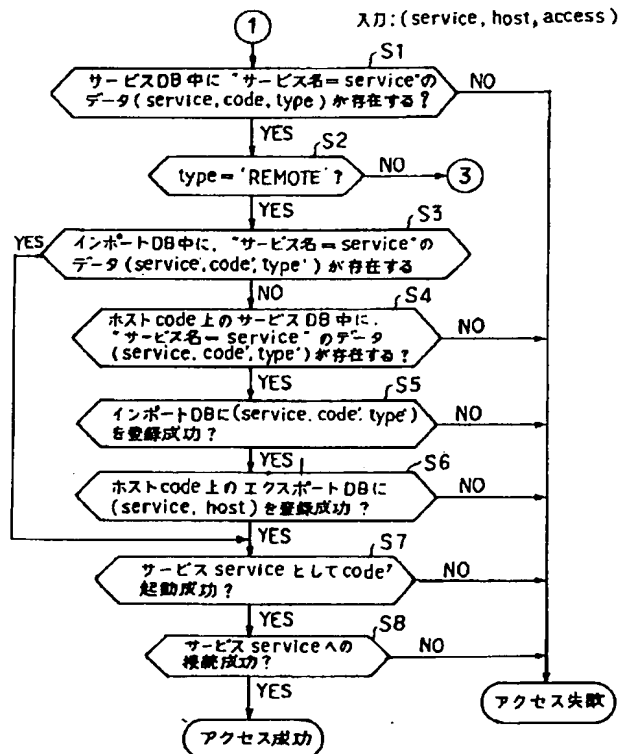 入力:(service, host, access)
1
S1
サービスDB中に "サービス名=service"の
データ(service, code, type)が存在する?
NO
YES
S2
type='REMOTE'?
NO
3
YES
S3
YES
インポートDB中に, "サービス名=service"の
データ(service, code', type')が存在する
NO
S4
ホストcode上のサービスDB中に,
"サービス名=service"のデータ
(service, code', type')が存在する?
NO
YES
S5
インポートDBに(service, code', type')
を登録成功?
NO
YES
S6
ホストcode上のエクスポートDBに
(service, host)を登録成功?
NO
YES
S7
サービスserviceとしてcode'
起動成功?
NO
YES
S8
サービスserviceへの
接続成功?
NO
YES
アクセス失敗
アクセス成功